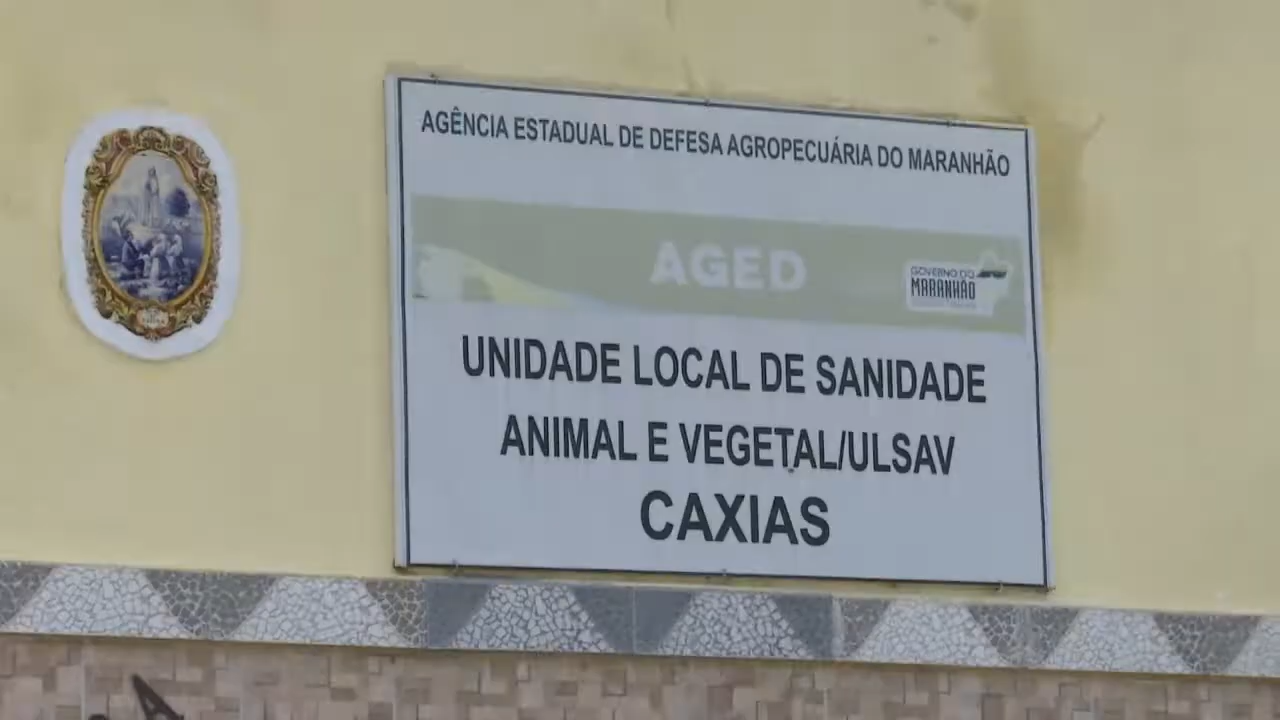 AGÊNCIA ESTADUAL DE DEFESA AGROPECUÁRIA DO MARANHÃO
AGED
GOVERNO DO
MARANHÃO
UNIDADE LOCAL DE SANIDADE
ANIMAL E VEGETAL/ULSAV
CAXIAS